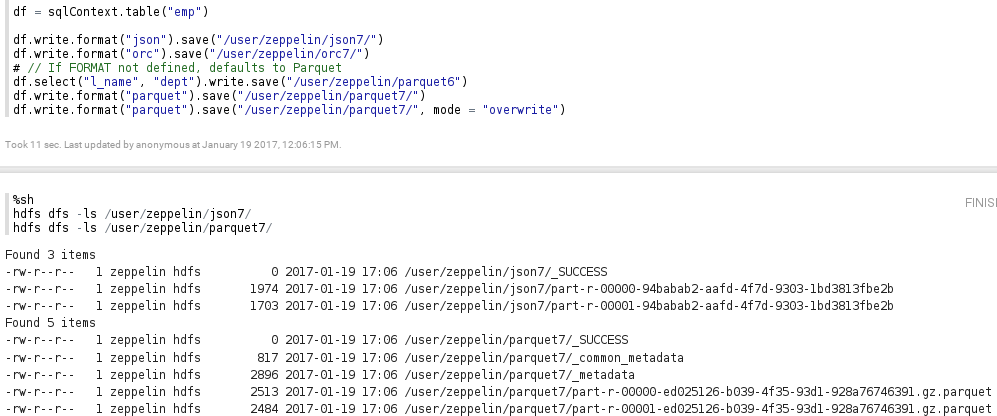 df = sqlContext.table("emp")
df.write.format("json").save("/user/zeppelin/json7/")
df.write.format("orc").save("/user/zeppelin/orc7/")
# // If FORMAT not defined, defaults to Parquet
df.select("l_name", "dept").write.save("/user/zeppelin/parquet6")
df.write.format("parquet").save("/user/zeppelin/parquet7/")
df.write.format("parquet").save("/user/zeppelin/parquet7/", mode = "overwrite")
Took 11 sec. Last updated by anonymous at January 19 2017, 12:06:15 PM.
%sh
FINIS
hdfs dfs -ls /user/zeppelin/json7/
hdfs dfs -ls /user/zeppelin/parquet7/
Found 3 items
-rw-r--r-- 1 zeppelin hdfs 0 2017-01-19 17:06 /user/zeppelin/json7/_SUCCESS
-rw-r--r-- 1 zeppelin hdfs 1974 2017-01-19 17:06 /user/zeppelin/json7/part-r-00000-94babab2-aafd-4f7d-9303-1bd3813fbe2b
-rw-r--r-- 1 zeppelin hdfs 1703 2017-01-19 17:06 /user/zeppelin/json7/part-r-00001-94babab2-aafd-4f7d-9303-1bd3813fbe2b
Found 5 items
-rw-r--r-- 1 zeppelin hdfs 0 2017-01-19 17:06 /user/zeppelin/parquet7/_SUCCESS
-rw-r--r-- 1 zeppelin hdfs 817 2017-01-19 17:06 /user/zeppelin/parquet7/_common_metadata
-rw-r--r-- 1 zeppelin hdfs 2896 2017-01-19 17:06 /user/zeppelin/parquet7/_metadata
-rw-r--r-- 1 zeppelin hdfs 2513 2017-01-19 17:06 /user/zeppelin/parquet7/part-r-00000-ed025126-b039-4f35-93d1-928a76746391.gz.parquet
-rw-r--r-- 1 zeppelin hdfs 2484 2017-01-19 17:06 /user/zeppelin/parquet7/part-r-00001-ed025126-b039-4f35-93d1-928a76746391.gz.parquet